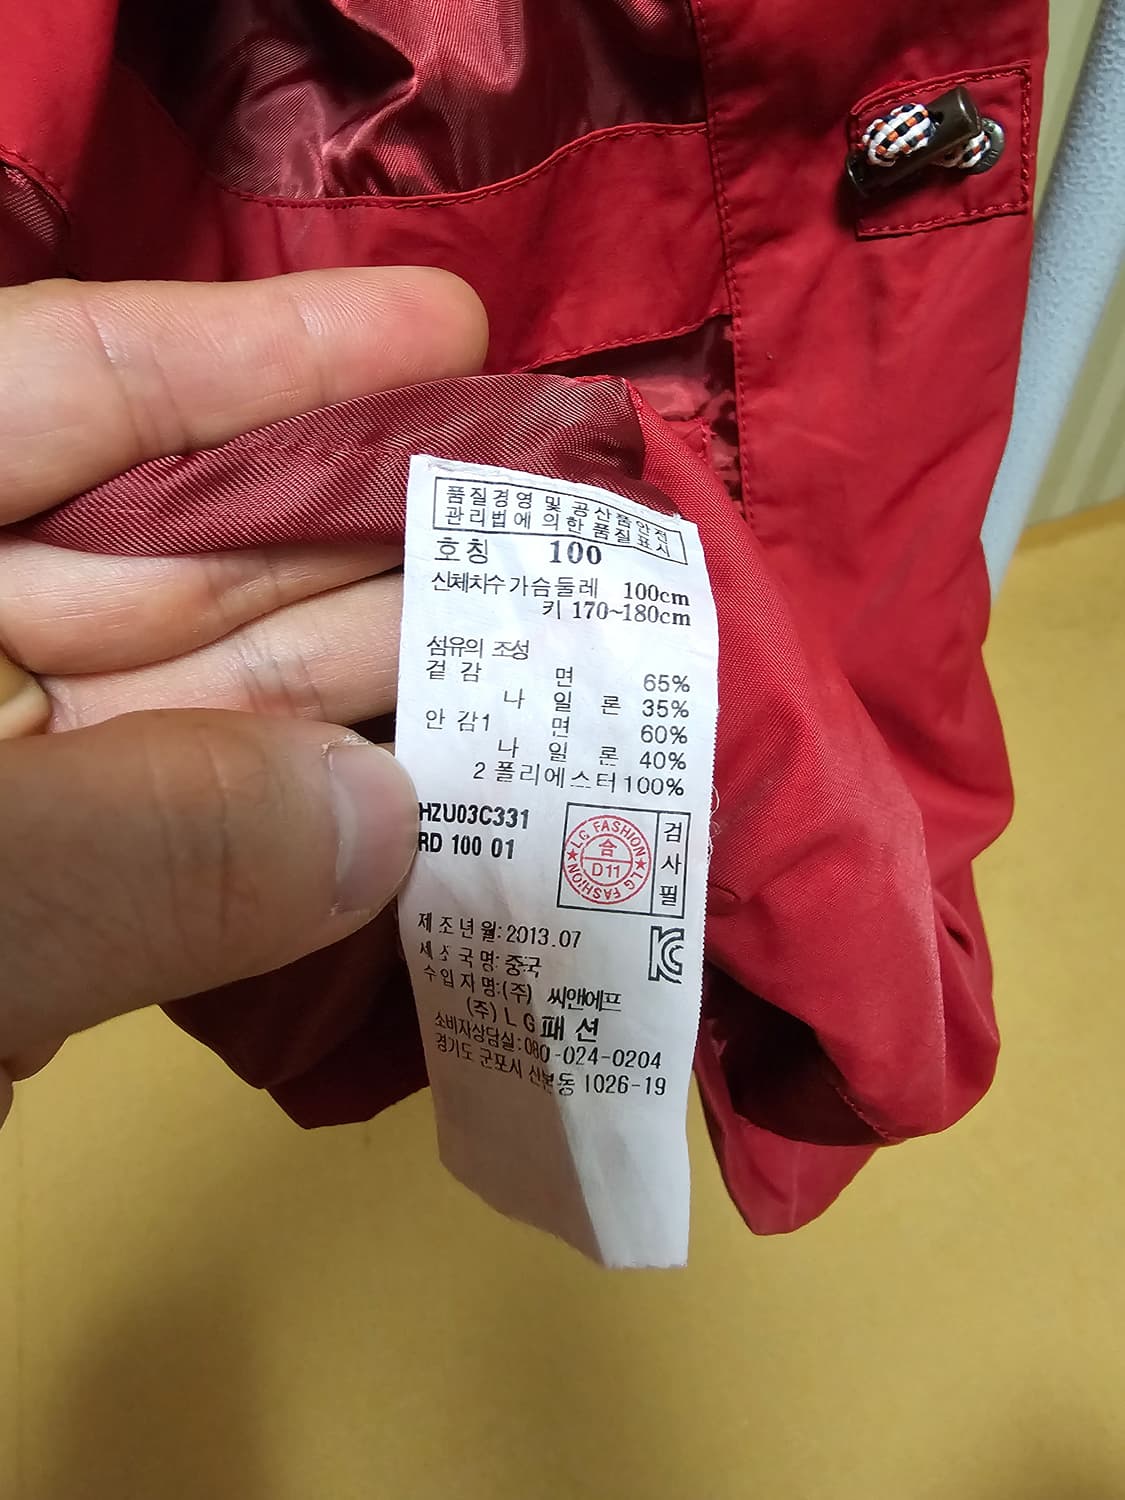 품질경영 및 공산품안전
관리법에 의한 품질표시
호칭 100
신체치수 가슴둘레 100cm
키 170~180cm
섬유의 조성
겉 감 면 65%
나 일 론 35%
안 감1 면 60%
나 일 론 40%
2 폴리에스터 100%
HZU03C331
RD 100 01
LG FASHION
合
D11
LG FASHION
검사필
제 조 년 월: 2013.07
제 조 국 명: 중국
수 입 자 명:(주) 씨앤에프
(주) L G 패 션
소비자상담실: 080-024-0204
경기도 군포시 산본동 1026-19